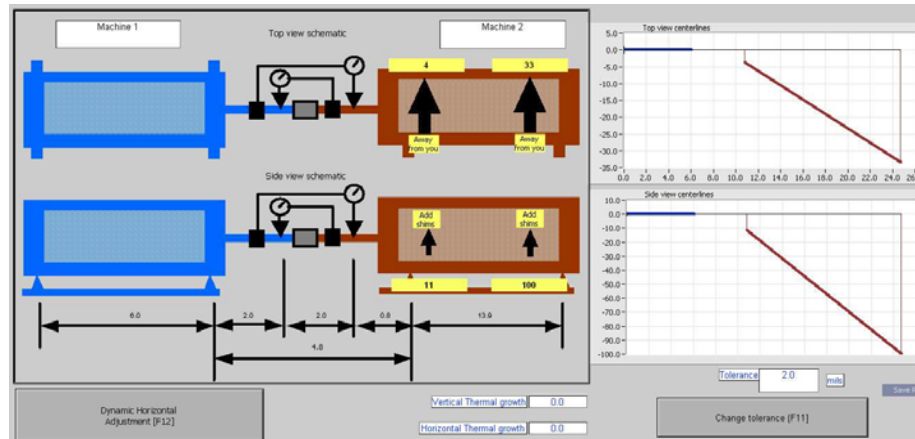 Machine 1
Top view schematic
Machine 2
4
33
Away
from you
Away
from you
Side view schematic
Add
shims
Add
shims
11
100
6.0
2.0
2.0
0.8
13.9
4.8
Dynamic Horizontal
Adjustment [F12]
Vertical Thermal growth
0.0
Horizontal Thermal growth
0.0
Top view centerlines
5.0
0.0
-5.0
-10.0
-15.0
-20.0
-25.0
-30.0
-35.0
0.0 2.0 4.0 6.0 8.0 10.0 12.0 14.0 16.0 18.0 20.0 22.0 24.0
Side view centerlines
10.0
0.0
-10.0
-20.0
-30.0
-40.0
-50.0
-60.0
-70.0
-80.0
-90.0
-100.0
Tolerance
2.0
mils
Save
Change tolerance [F11]